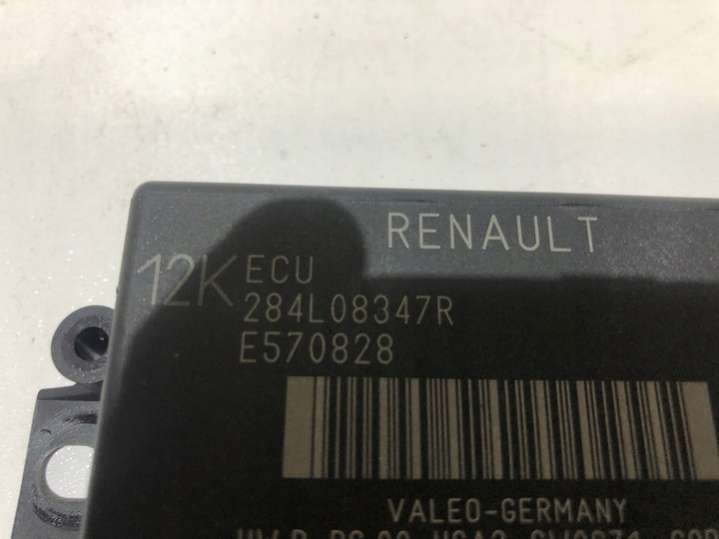 RENAULT
12K ECU
284L08347R
E570828
VALEO-GERMANY